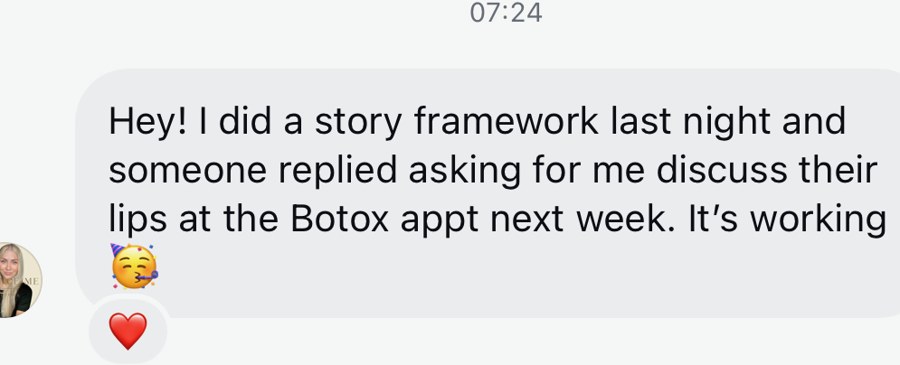 07:24
Hey! I did a story framework last night and
someone replied asking for me discuss their
lips at the Botox appt next week. It’s working
🥳
❤️